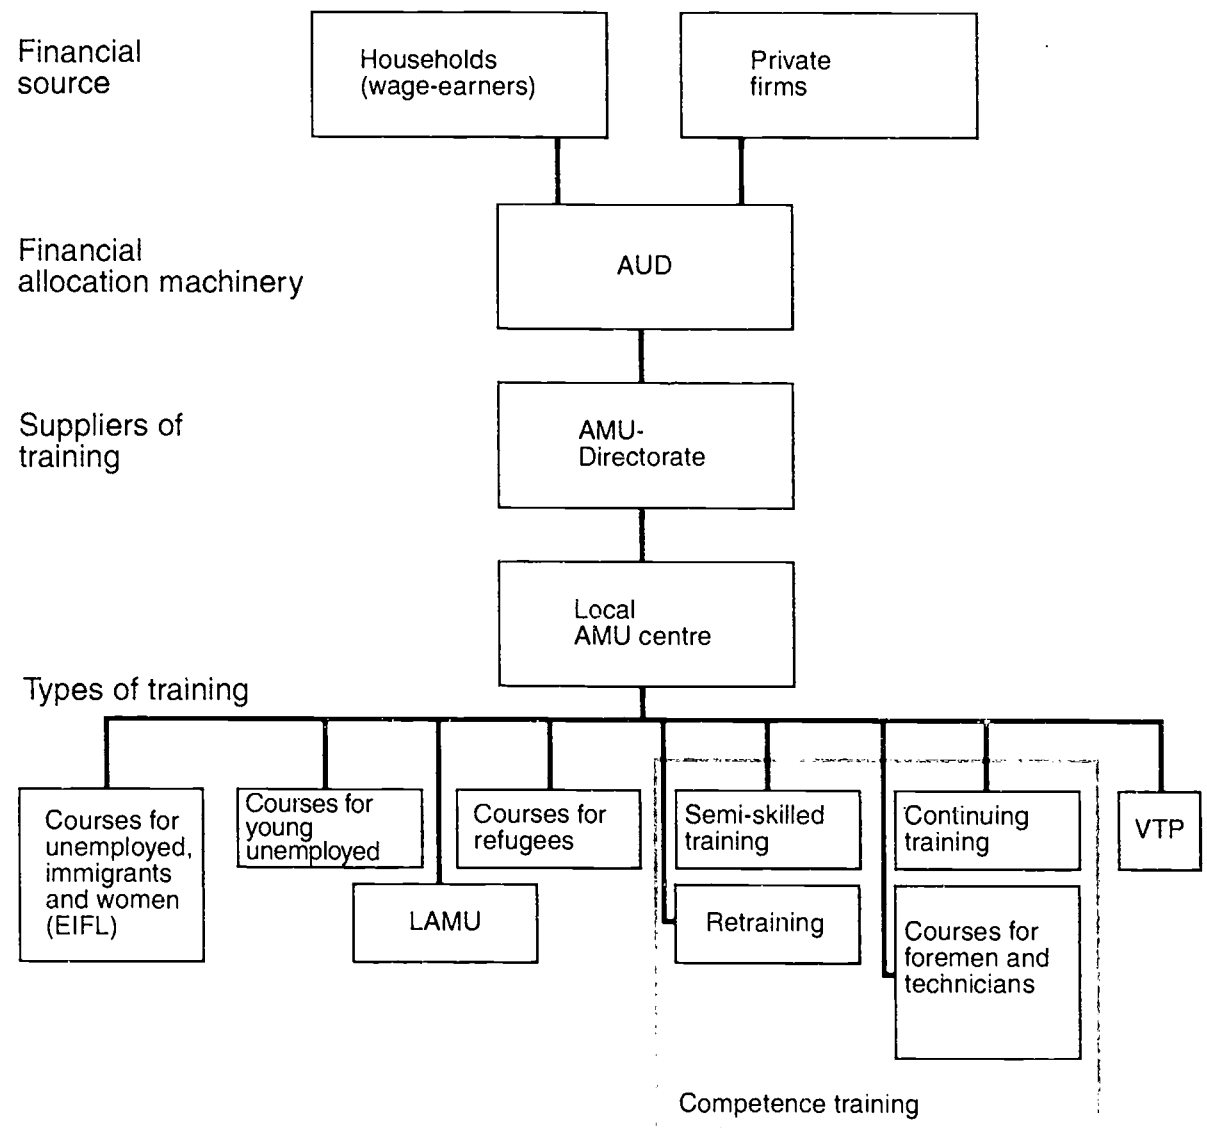 Financial
source
Households
(wage-earners)
Private
firms
Financial
allocation machinery
AUD
Suppliers of
training
AMU-
Directorate
Local
AMU centre
Types of training
Courses for
unemployed,
immigrants
and women
(EIFL)
Courses for
young
unemployed
LAMU
Courses for
refugees
Semi-skilled
training
Retraining
Continuing
training
Courses for
foremen and
technicians
VTP
Competence training